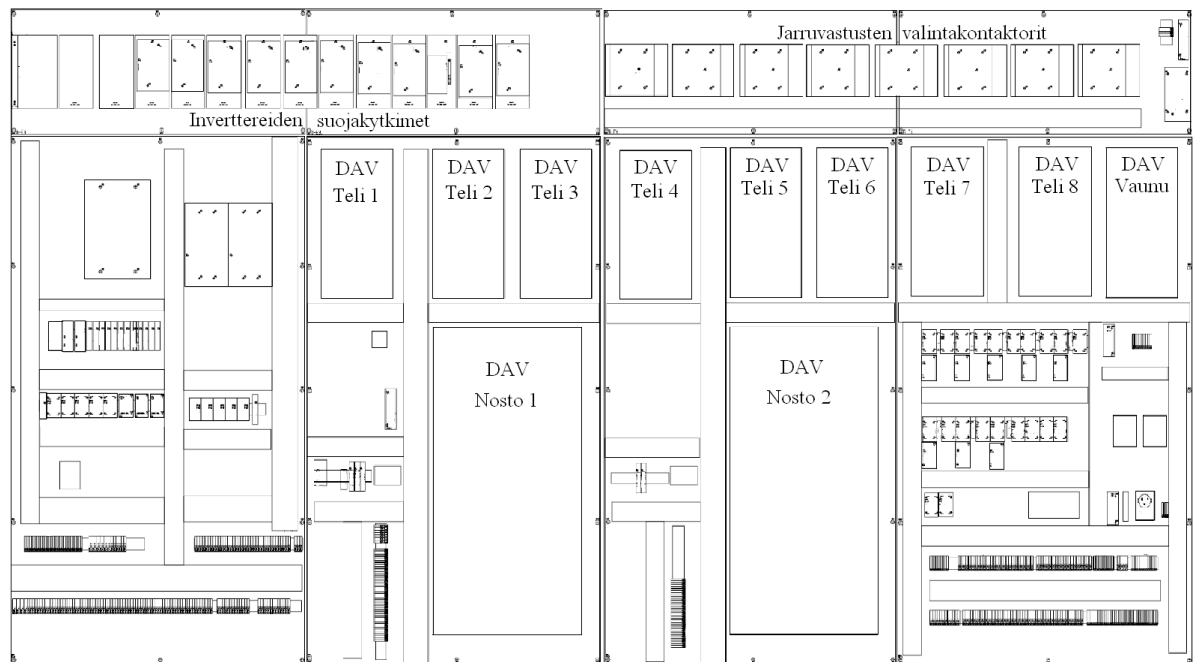 Jarruvastusten valintakontaktorit
Inverttereiden suojakytkimet
DAV
Teli 1
DAV
Teli 2
DAV
Teli 3
DAV
Teli 4
DAV
Teli 5
DAV
Teli 6
DAV
Teli 7
DAV
Teli 8
DAV
Vaunu
DAV
Nosto 1
DAV
Nosto 2